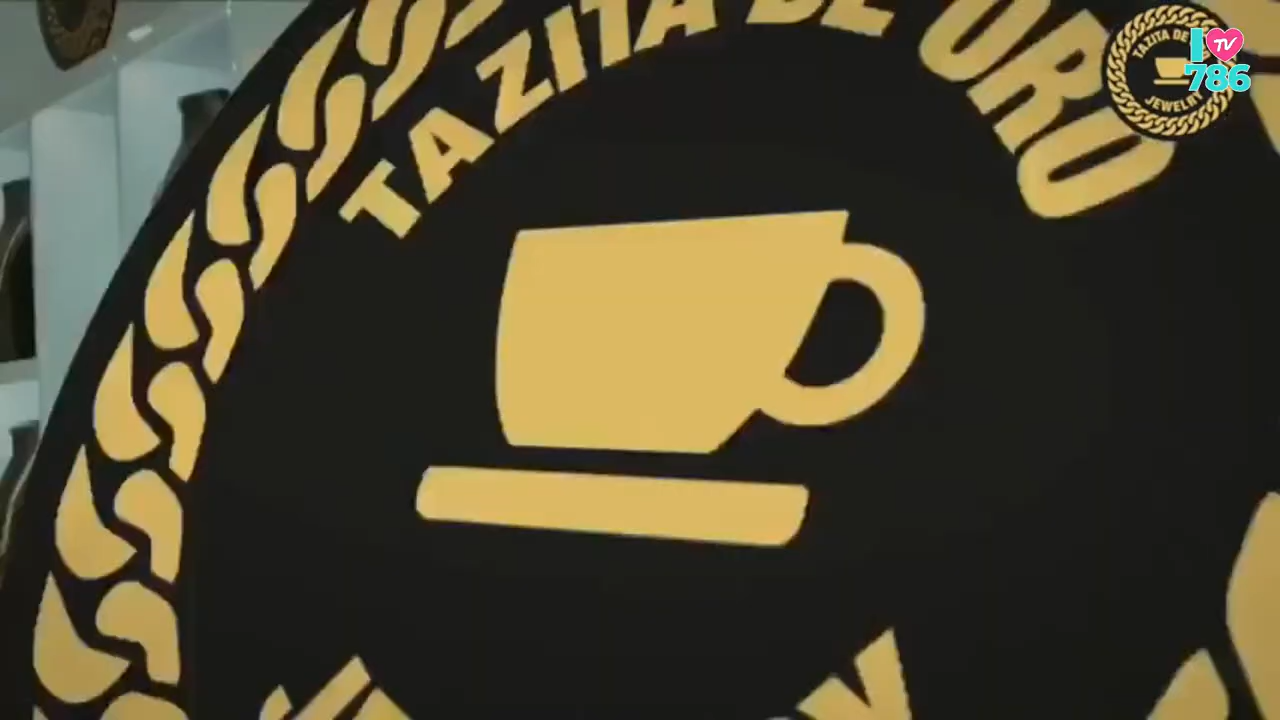 TAZITA DE ORO
TAZITA DE
JEWELRY
I TV
786